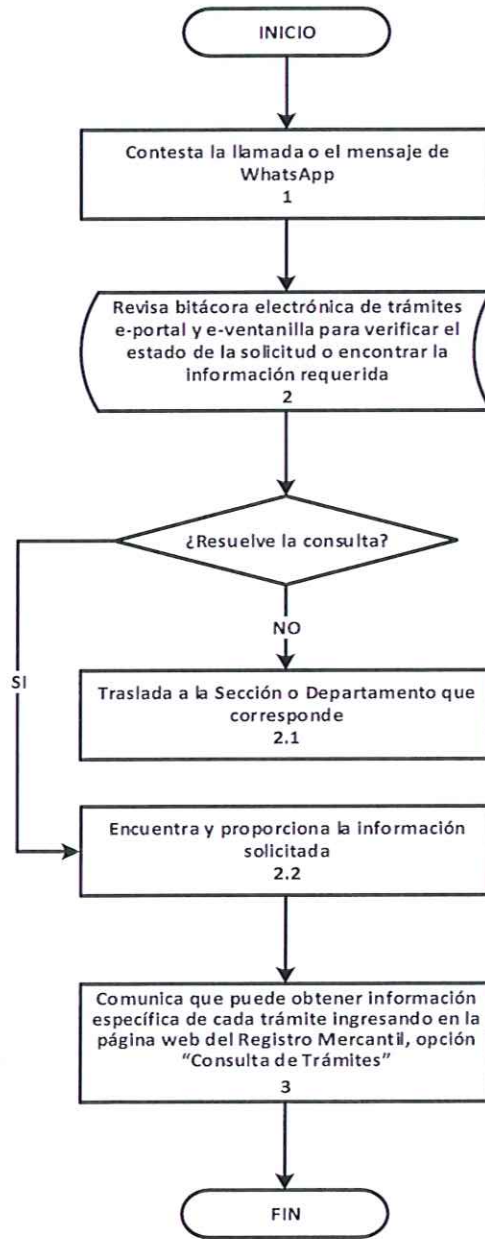 INICIO
Contesta la llamada o el mensaje de
WhatsApp
1
Revisa bitácora electrónica de trámites
e-portal y e-ventanilla para verificar el
estado de la solicitud o encontrar la
información requerida
2
¿Resuelve la consulta?
NO
SI
Traslada a la Sección o Departamento que
corresponde
2.1
Encuentra y proporciona la información
solicitada
2.2
Comunica que puede obtener información
específica de cada trámite ingresando en la
página web del Registro Mercantil, opción
“Consulta de Trámites”
3
FIN